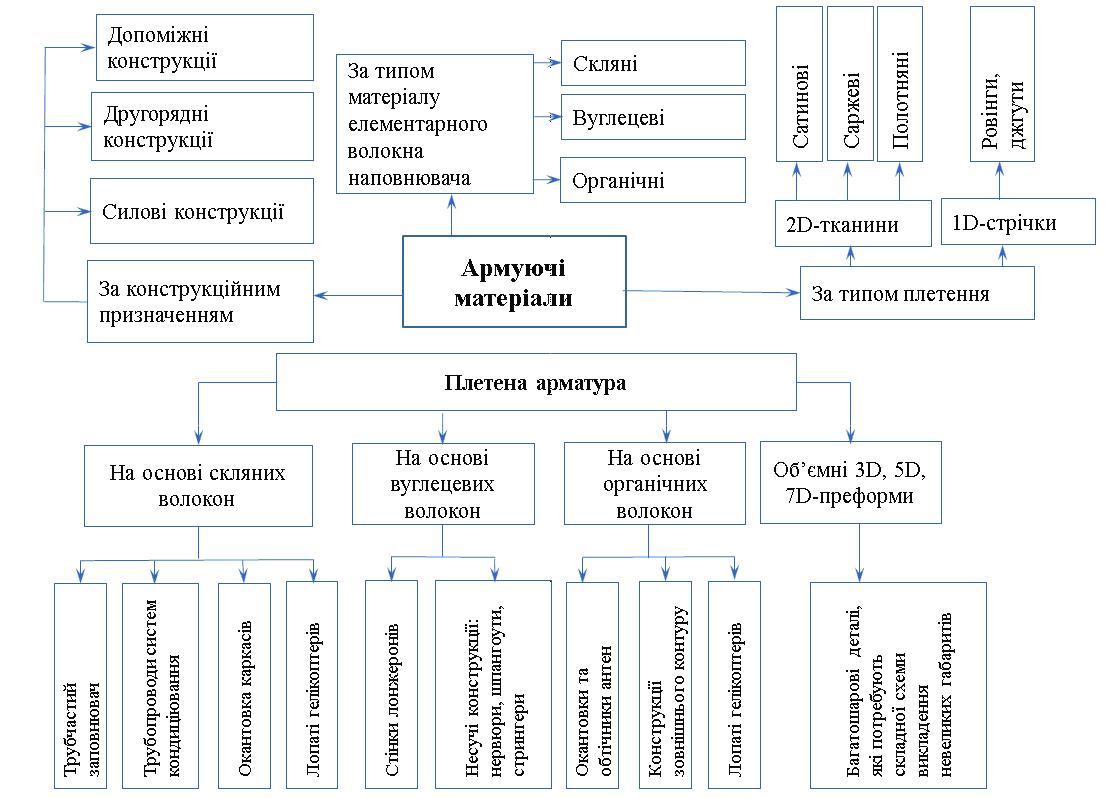 Допоміжні
конструкції
Другорядні
конструкції
Силові конструкції
За конструкційним
призначенням
За типом
матеріалу
елементарного
волокна
наповнювача
Скляні
Вуглецеві
Органічні
Армуючі
матеріали
Сатинові
Саржеві
Полотняні
Ровінги,
джгути
2D-тканини
1D-стрічки
За типом плетення
Плетена арматура
На основі скляних
волокон
На основі
вуглецевих
волокон
На основі
органічних
волокон
Об’ємні 3D, 5D,
7D-преформи
Трубчастий
заповнювач
Трубопроводи систем
кондиціювання
Окантовка каркасів
Лопаті гелікоптерів
Стінки лонжеронів
Несучі конструкції:
нервюри, шпангоути,
стрингери
Окантовки та
обтічники антен
Конструкції
зовнішнього контуру
Лопаті гелікоптерів
Багатошарові деталі,
які потребують
складної схеми
викладення
невеликих габаритів